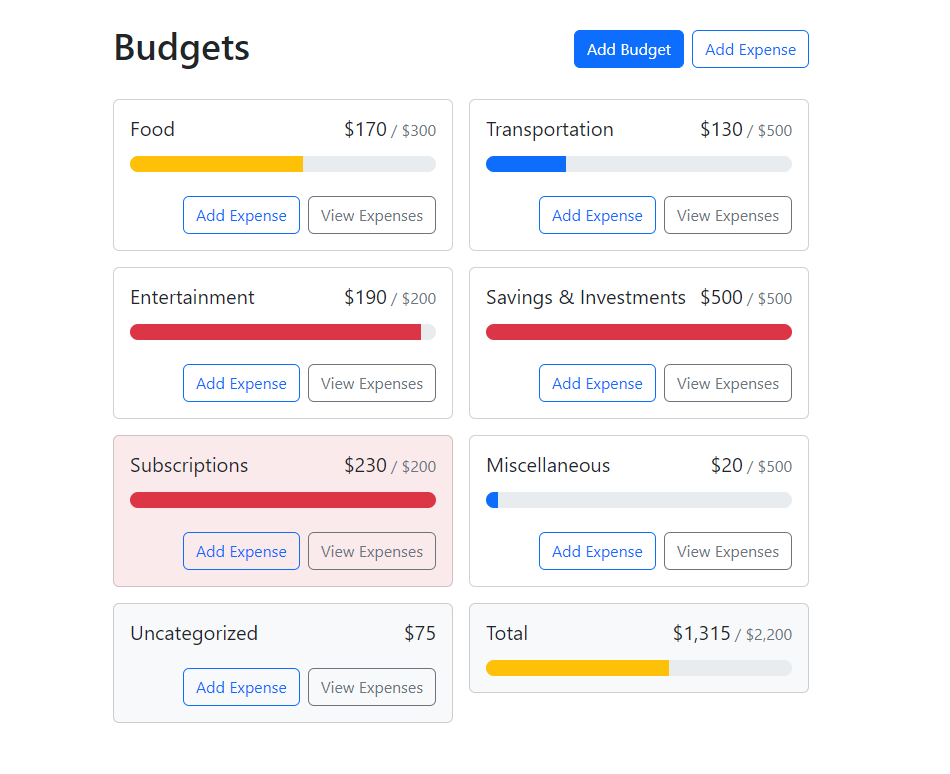 Budgets
Add Budget
Add Expense
Food $170 / $300
Add Expense
View Expenses
Transportation $130 / $500
Add Expense
View Expenses
Entertainment $190 / $200
Add Expense
View Expenses
Savings & Investments $500 / $500
Add Expense
View Expenses
Subscriptions $230 / $200
Add Expense
View Expenses
Miscellaneous $20 / $500
Add Expense
View Expenses
Uncategorized $75
Add Expense
View Expenses
Total $1,315 / $2,200